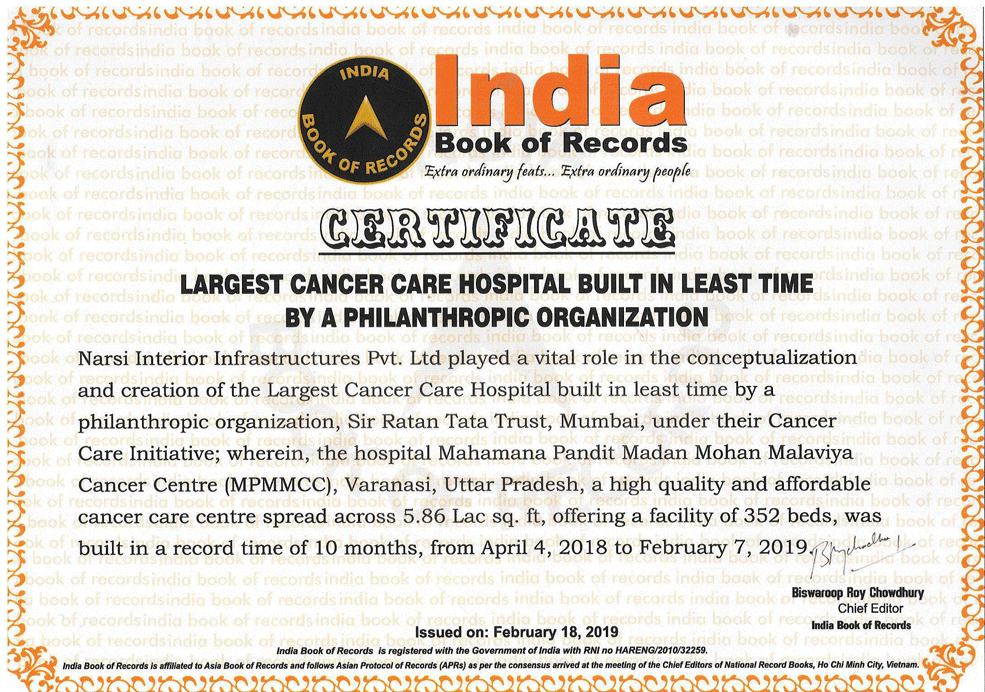 INDIA
BOOK OF RECORDS
India
Book of Records
Extra ordinary feats... Extra ordinary people
CERTIFICATE
LARGEST CANCER CARE HOSPITAL BUILT IN LEAST TIME
BY A PHILANTHROPIC ORGANIZATION
Narsi Interior Infrastructures Pvt. Ltd played a vital role in the conceptualization
and creation of the Largest Cancer Care Hospital built in least time by a
philanthropic organization, Sir Ratan Tata Trust, Mumbai, under their Cancer
Care Initiative; wherein, the hospital Mahamana Pandit Madan Mohan Malaviya
Cancer Centre (MPMMCC), Varanasi, Uttar Pradesh, a high quality and affordable
cancer care centre spread across 5.86 Lac sq. ft, offering a facility of 352 beds, was
built in a record time of 10 months, from April 4, 2018 to February 7, 2019.
Biswaroop Roy Chowdhury
Chief Editor
India Book of Records
Issued on: February 18, 2019
India Book of Records is registered with the Government of India with RNI no HARENG/2010/32259.
India Book of Records is affiliated to Asia Book of Records and follows Asian Protocol of Records (APRs) as per the consensus arrived at the meeting of the Chief Editors of National Record Books, Ho Chi Minh City, Vietnam.